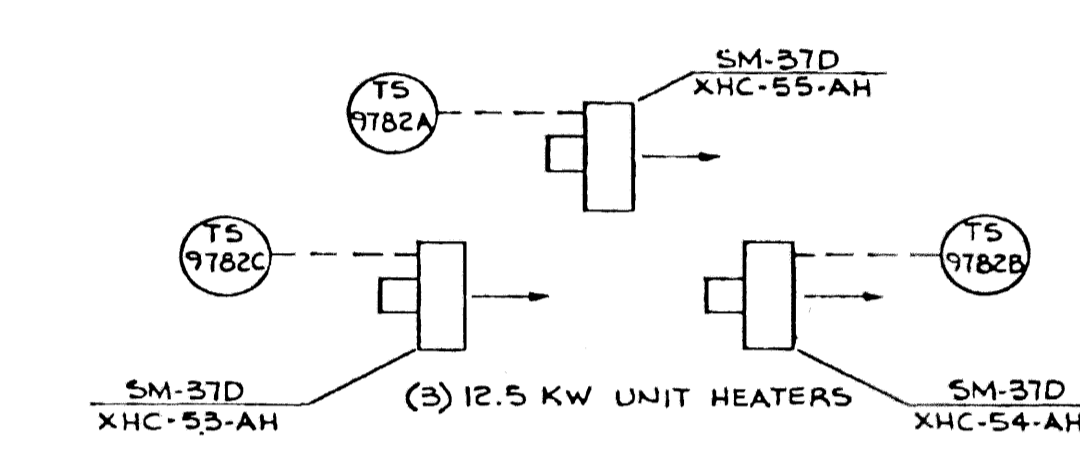 SM-37D
XHC-55-AH
TS
9782A
TS
9782C
TS
9782B
SM-37D
XHC-53-AH
(3) 12.5 KW UNIT HEATERS
SM-37D
XHC-54-AH